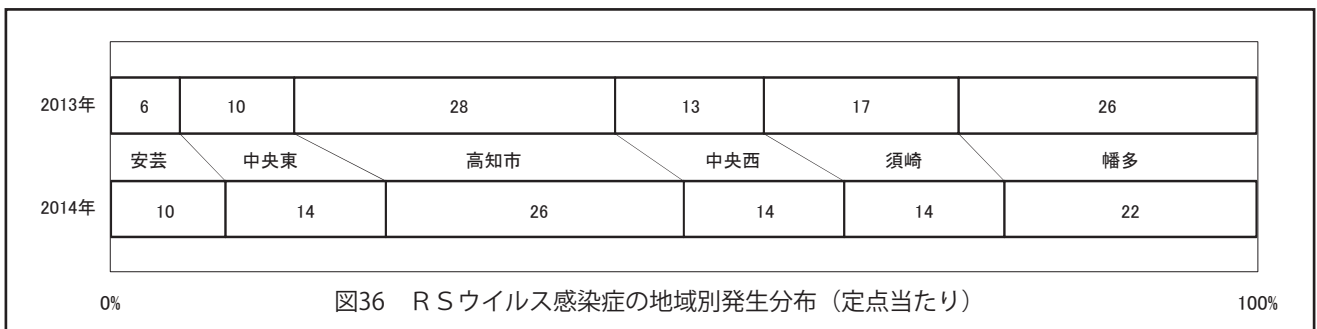 2013年 6 10 28 13 17 26
安芸 中央東 高知市 中央西 須崎 幡多
2014年 10 14 26 14 14 22
0% 図36 ＲＳウイルス感染症の地域別発生分布（定点当たり） 100%